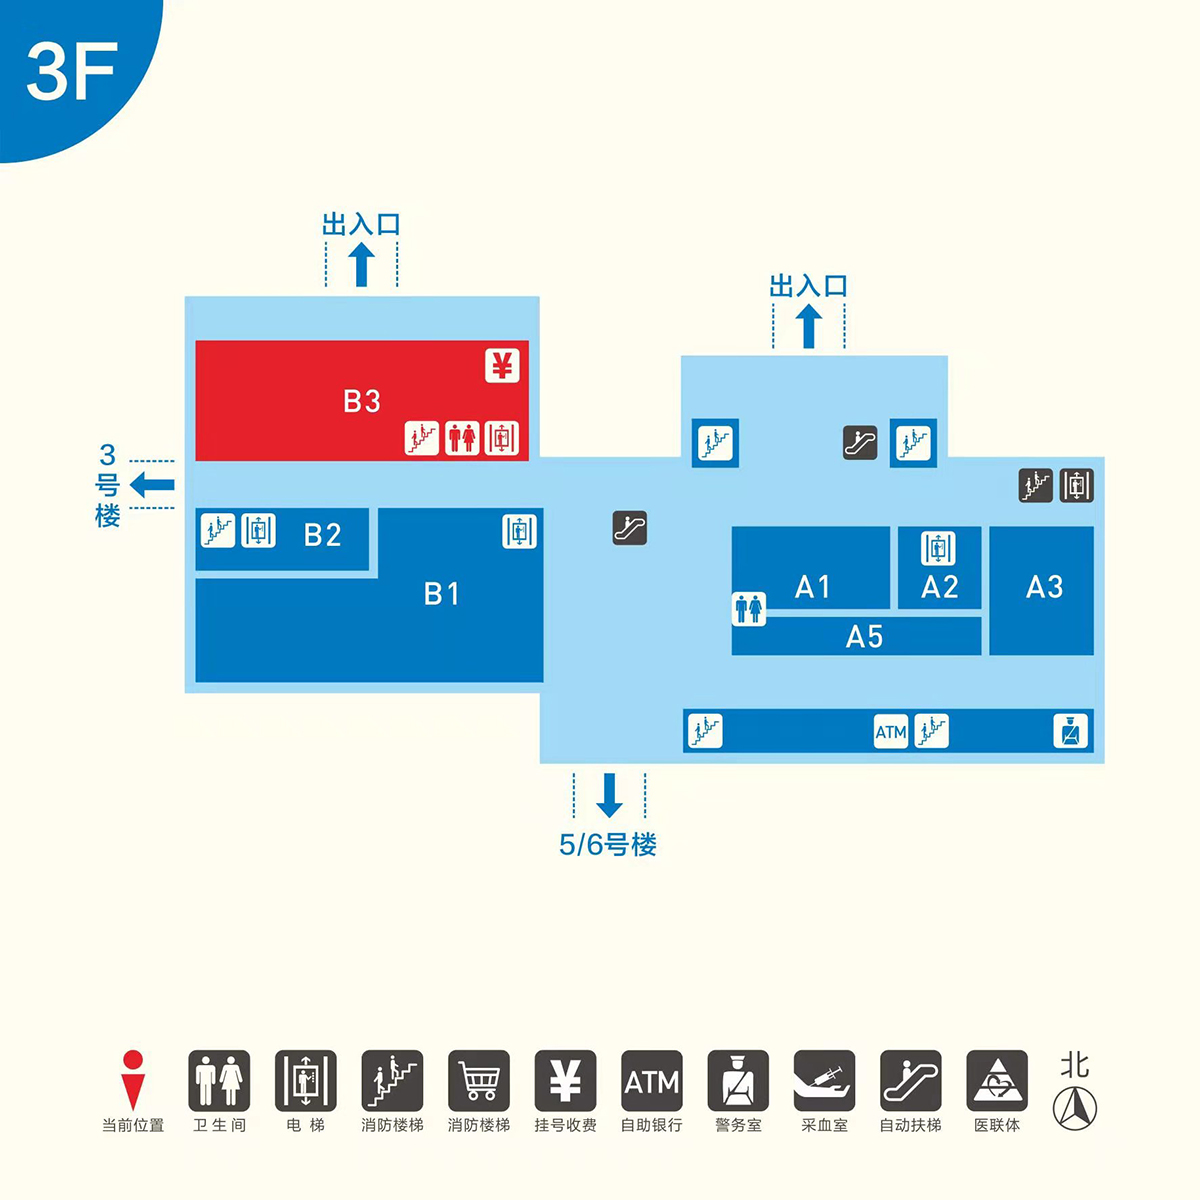 3F
出入口
出入口
B3
¥
3
号
楼
B2
B1
A1
A2
A3
A5
ATM
5/6号楼
¥
ATM
北
当前位置
卫生间
电梯
消防楼梯
消防楼梯
挂号收费
自助银行
警务室
采血室
自动扶梯
医联体